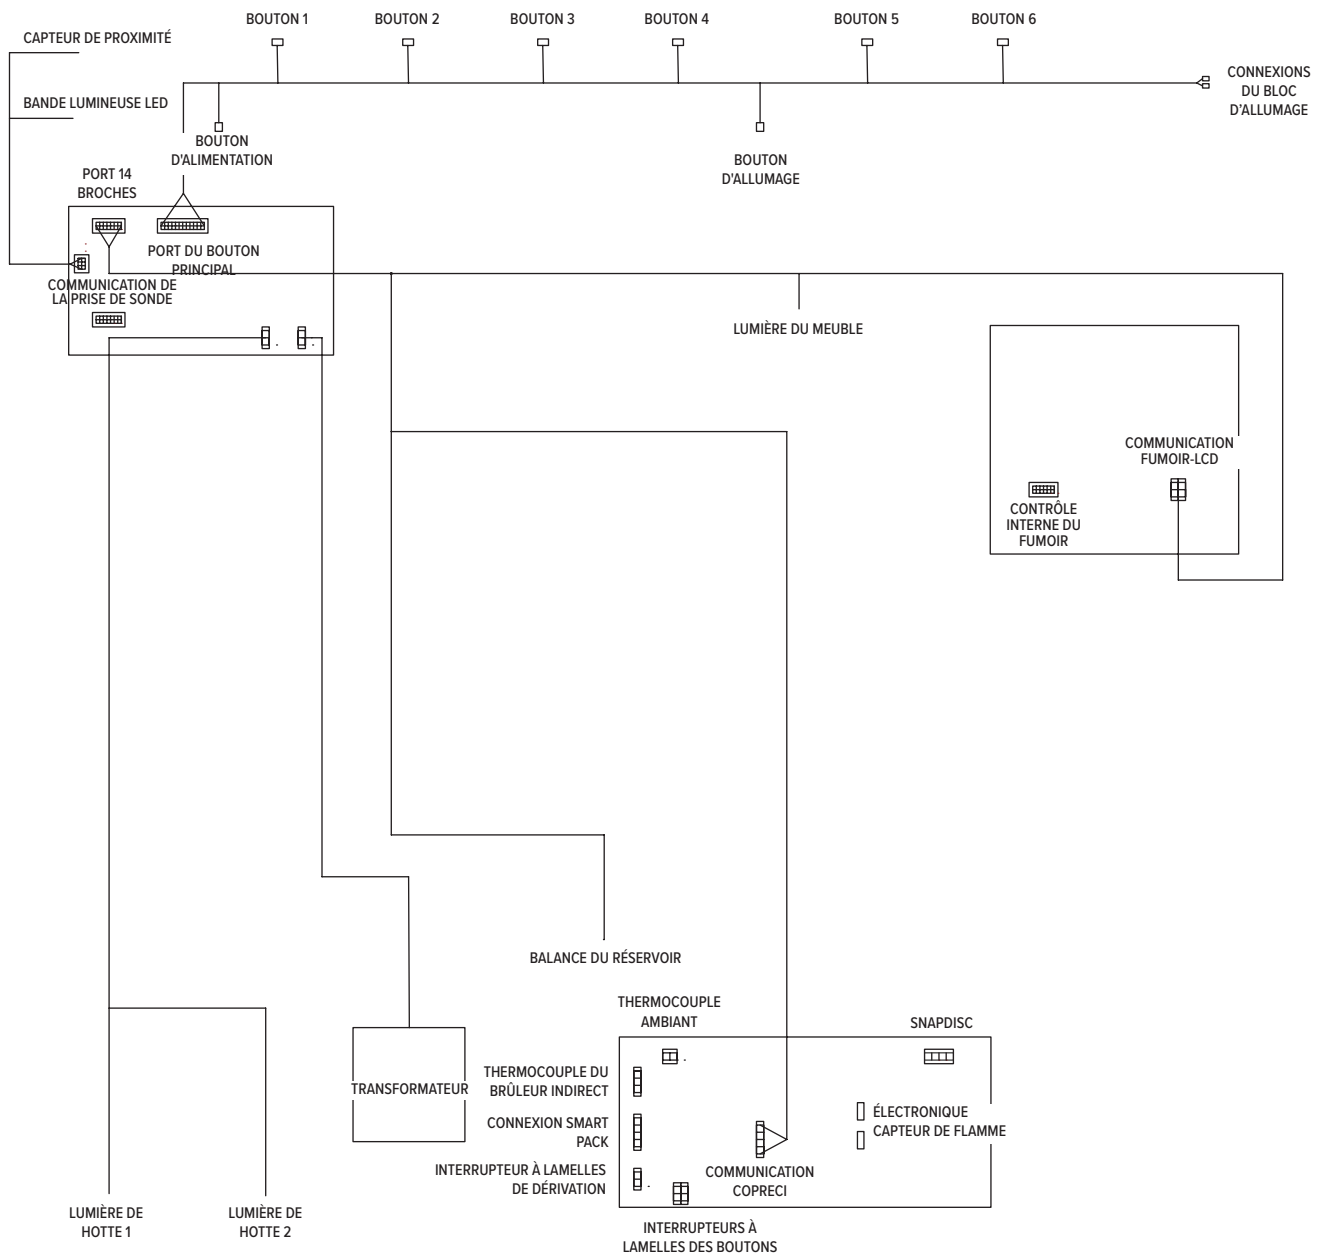 BOUTON 1
BOUTON 2
BOUTON 3
BOUTON 4
BOUTON 5
BOUTON 6
CAPTEUR DE PROXIMITÉ
CONNEXIONS
DU BLOC
D'ALLUMAGE
BANDE LUMINEUSE LED
BOUTON
D'ALIMENTATION
BOUTON
D'ALLUMAGE
PORT 14
BROCHES
PORT DU BOUTON
PRINCIPAL
COMMUNICATION DE
LA PRISE DE SONDE
LUMIÈRE DU MEUBLE
COMMUNICATION
FUMOIR-LCD
CONTRÔLE
INTERNE DU
FUMOIR
BALANCE DU RÉSERVOIR
THERMOCOUPLE
AMBIANT
SNAPDISC
TRANSFORMATEUR
THERMOCOUPLE DU
BRÛLEUR INDIRECT
CONNEXION SMART
PACK
INTERRUPTEUR À LAMELLES
DE DÉRIVATION
ÉLECTRONIQUE
CAPTEUR DE FLAMME
COMMUNICATION
COPRECI
LUMIÈRE DE
HOTTE 1
LUMIÈRE DE
HOTTE 2
INTERRUPTEURS À
LAMELLES DES BOUTONS